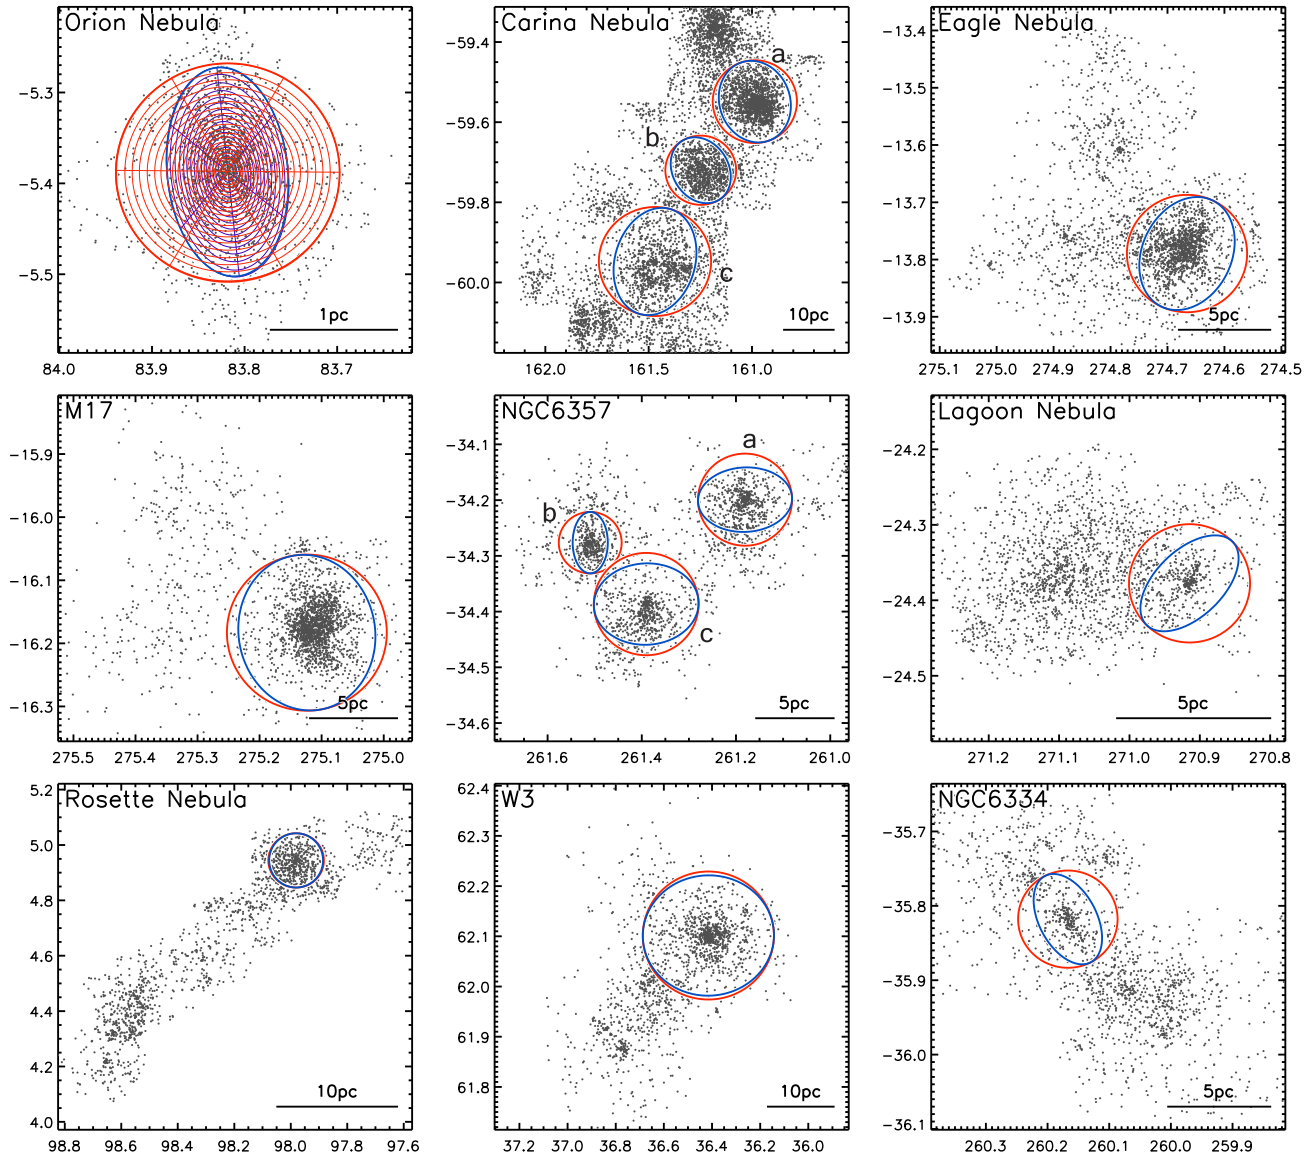 Orion Nebula
−5.3
−5.4
−5.5
1pc
84.0 83.9 83.8 83.7
Carina Nebula
−59.4
−59.6
−59.8
−60.0
a
b
c
10pc
162.0 161.5 161.0
Eagle Nebula
−13.4
−13.5
−13.6
−13.7
−13.8
−13.9
5pc
275.1 275.0 274.9 274.8 274.7 274.6 274.5
M17
−15.9
−16.0
−16.1
−16.2
−16.3
5pc
275.5 275.4 275.3 275.2 275.1 275.0
NGC6357
−34.1
−34.2
−34.3
−34.4
−34.5
−34.6
a
b
c
5pc
261.6 261.4 261.2 261.0
Lagoon Nebula
−24.2
−24.3
−24.4
−24.5
5pc
271.2 271.1 271.0 270.9 270.8
Rosette Nebula
5.2
5.0
4.8
4.6
4.4
4.2
4.0
10pc
98.8 98.6 98.4 98.2 98.0 97.8 97.6
W3
62.4
62.3
62.2
62.1
62.0
61.9
61.8
10pc
37.2 37.0 36.8 36.6 36.4 36.2 36.0
NGC6334
−35.7
−35.8
−35.9
−36.0
−36.1
5pc
260.3 260.2 260.1 260.0 259.9